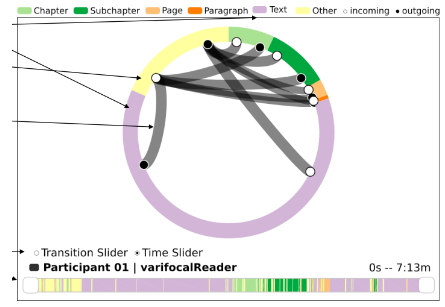 Chapter Subchapter Page Paragraph Text Other incoming outgoing
Transition Slider Time Slider
Participant 01 | varifocalReader 0s -- 7:13m